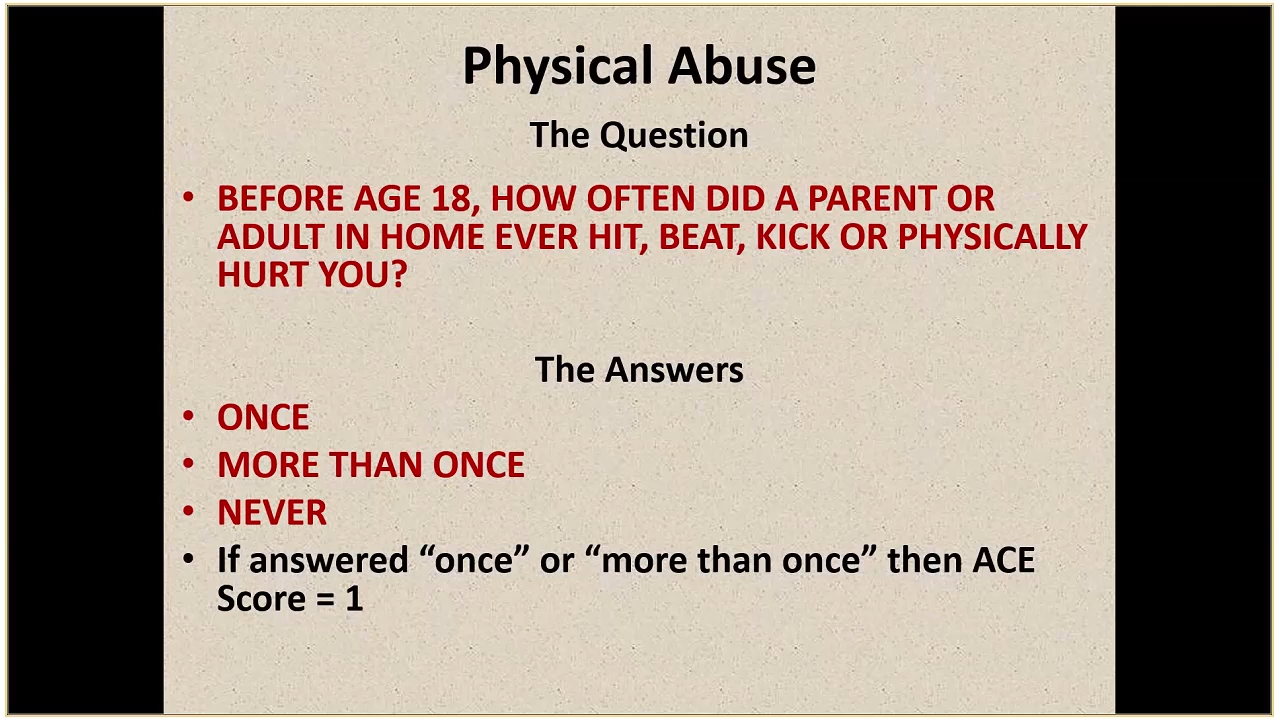 Physical Abuse
The Question
• BEFORE AGE 18, HOW OFTEN DID A PARENT OR
ADULT IN HOME EVER HIT, BEAT, KICK OR PHYSICALLY
HURT YOU?
The Answers
• ONCE
• MORE THAN ONCE
• NEVER
• If answered “once” or “more than once” then ACE
Score = 1